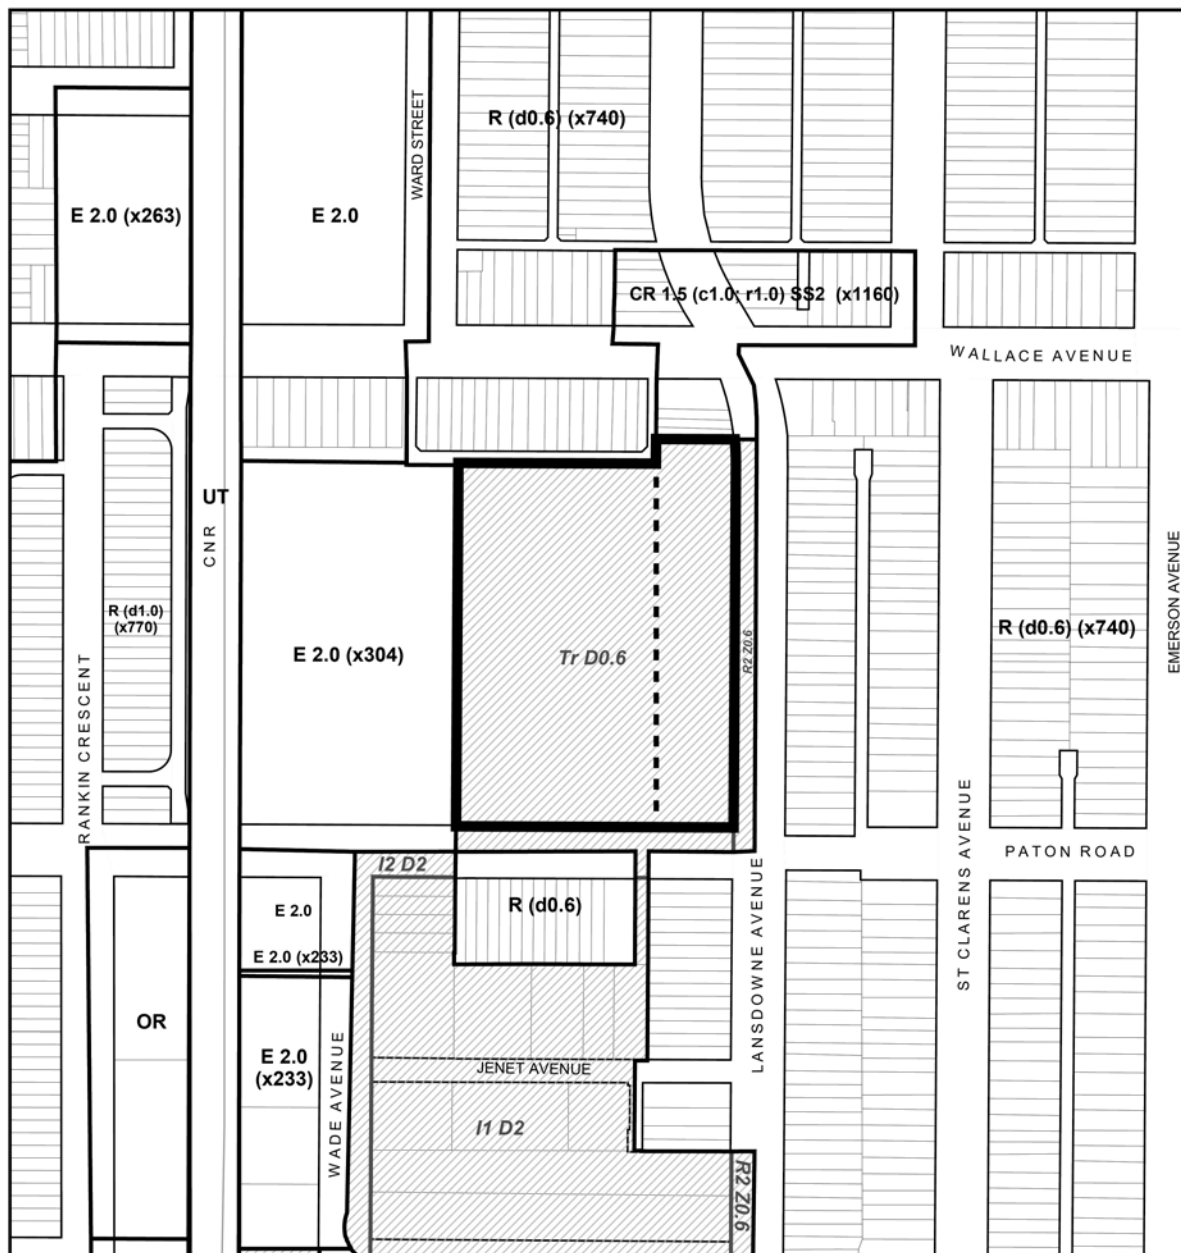 WARD STREET
R (d0.6) (x740)
E 2.0 (x263)
E 2.0
CR 1.5 (c1.0; r1.0) SS2 (x1160)
WALLACE AVENUE
UT
CNR
EMERSON AVENUE
R (d1.0)
(x770)
R (d0.6) (x740)
E 2.0 (x304)
Tr D0.6
R2 Z0.6
RANKIN CRESCENT
PATON ROAD
I2 D2
R (d0.6)
E 2.0
E 2.0 (x233)
LANSDOWNE AVENUE
ST CLARENS AVENUE
OR
E 2.0
(x233)
WADE AVENUE
JENET AVENUE
I1 D2
R2 Z0.6